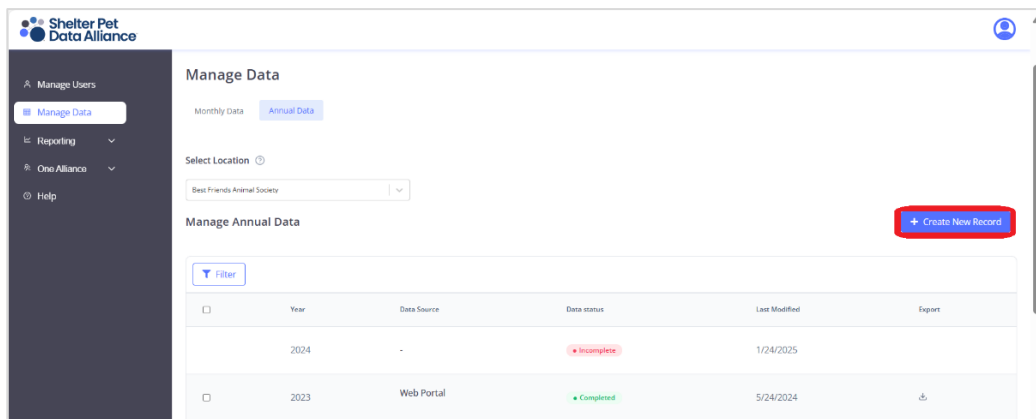 Shelter Pet
Data Alliance
Manage Users
Manage Data
Reporting
One Alliance
Help
Manage Data
Monthly Data Annual Data
Select Location
Best Friends Animal Society
Manage Annual Data
+ Create New Record
Filter
Year Data Source Data status Last Modified Export
2024 - Incomplete 1/24/2025
2023 Web Portal Completed 5/24/2024